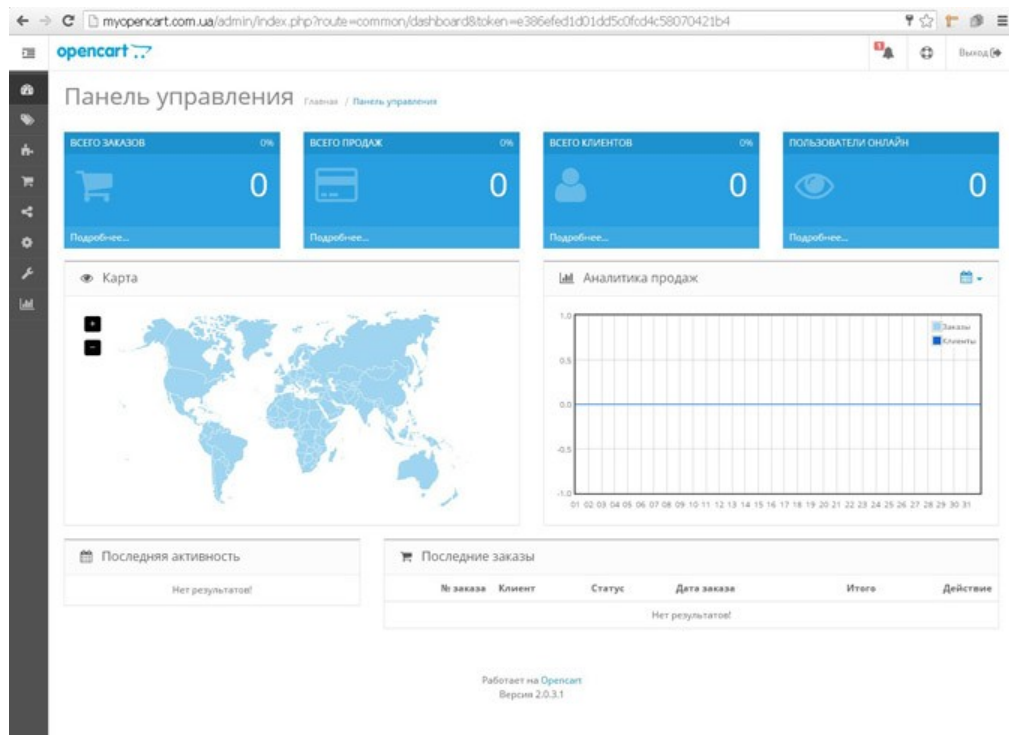 myopencart.com.ua/admin/index.php?route=common/dashboard&token=e386efed1d01dd5c0fcd4c58070421b4
opencart
5
Выход
Панель управления
Главная / Панель управления
ВСЕГО ЗАКАЗОВ 0%
0
Подробнее...
ВСЕГО ПРОДАЖ 0%
0
Подробнее...
ВСЕГО КЛИЕНТОВ 0%
0
Подробнее...
ПОЛЬЗОВАТЕЛИ ОНЛАЙН
0
Подробнее...
Карта
+
−
Аналитика продаж
Заказы
Клиенты
1.0
0.5
0.0
-0.5
-1.0
01 02 03 04 05 06 07 08 09 10 11 12 13 14 15 16 17 18 19 20 21 22 23 24 25 26 27 28 29 30 31
Последняя активность
Нет результатов!
Последние заказы
№ заказа Клиент Статус Дата заказа Итого Действие
Нет результатов!
Работает на Opencart
Версия 2.0.3.1